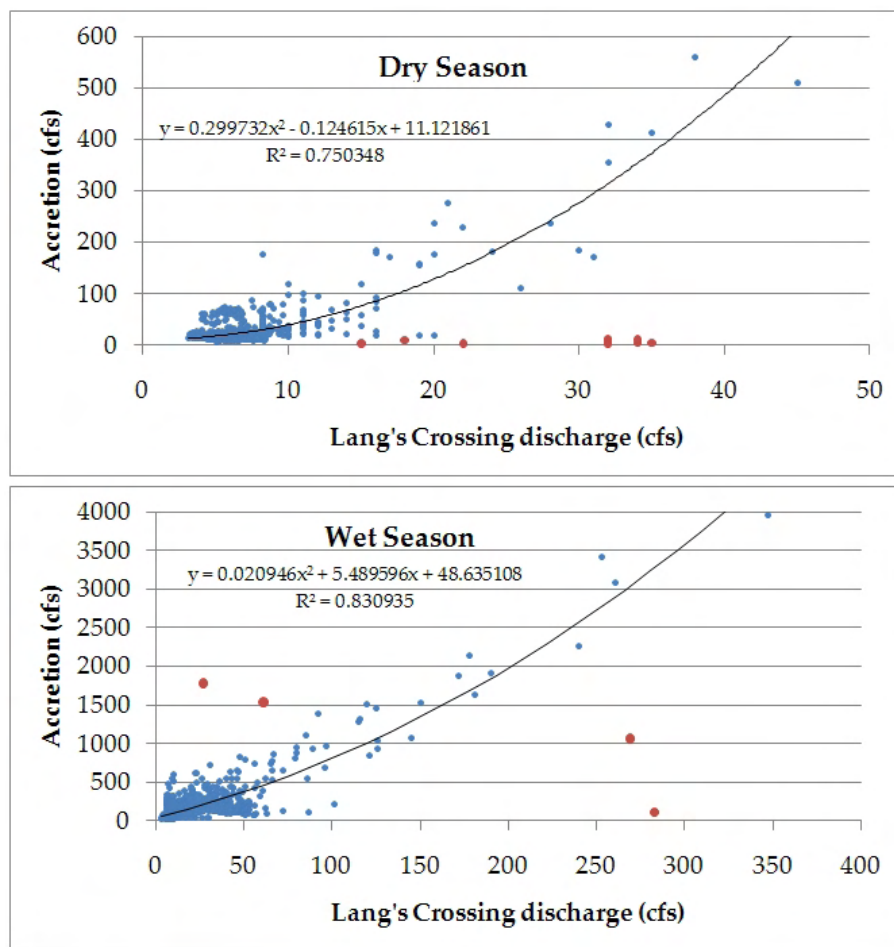 600
Dry Season
500
y = 0.299732x² - 0.124615x + 11.121861
R² = 0.750348
400
300
200
100
0
Accretion (cfs)
0 10 20 30 40 50
Lang's Crossing discharge (cfs)
4000
Wet Season
3500
y = 0.020946x² + 5.489596x + 48.635108
R² = 0.830935
3000
2500
2000
1500
1000
500
0
Accretion (cfs)
0 50 100 150 200 250 300 350 400
Lang's Crossing discharge (cfs)